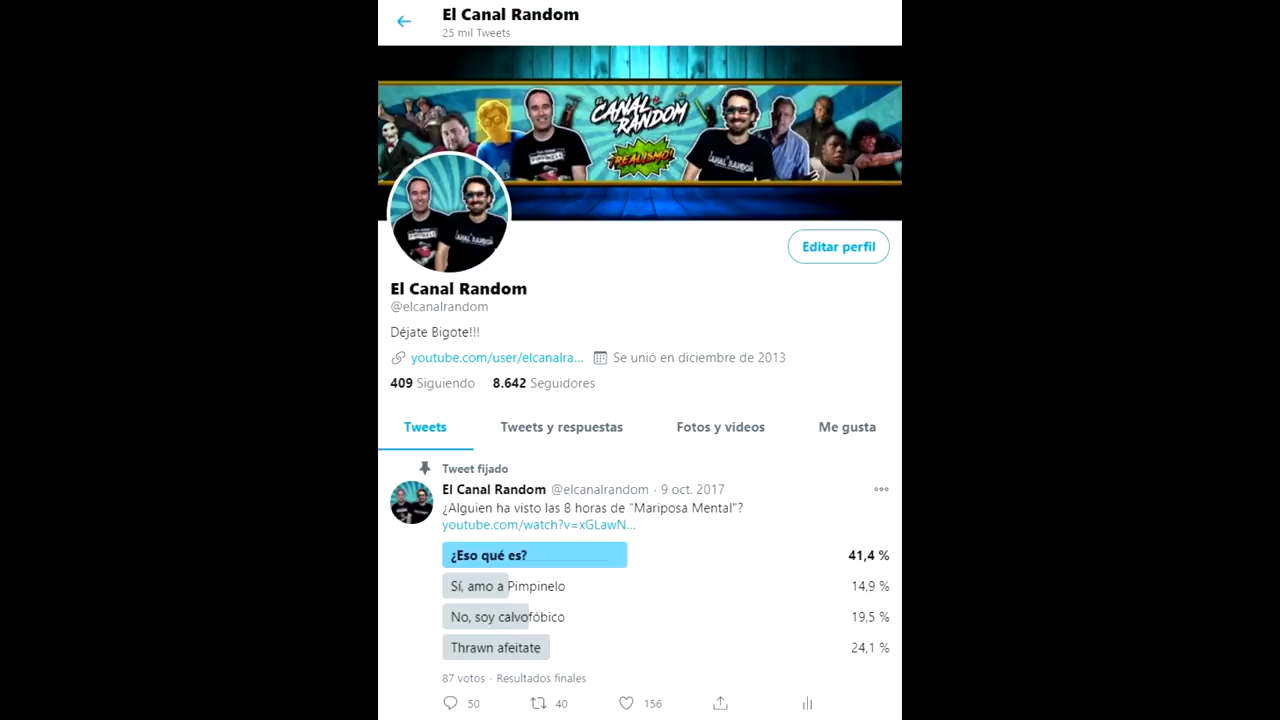 El Canal Random
25 mil Tweets
EL CANAL RANDOM
¡REALISMO!
CANAL RANDOM
Editar perfil
El Canal Random
@elcanalrandom
Déjate Bigote!!!
youtube.com/user/elcanalra... Se unió en diciembre de 2013
409 Siguiendo 8.642 Seguidores
Tweets Tweets y respuestas Fotos y videos Me gusta
Tweet fijado
El Canal Random @elcanalrandom · 9 oct. 2017
¿Alguien ha visto las 8 horas de "Mariposa Mental"?
youtube.com/watch?v=xGLawN...
¿Eso qué es? 41,4 %
Sí, amo a Pimpinelo 14,9 %
No, soy calvofóbico 19,5 %
Thrawn afeitate 24,1 %
87 votos · Resultados finales
50 40 156